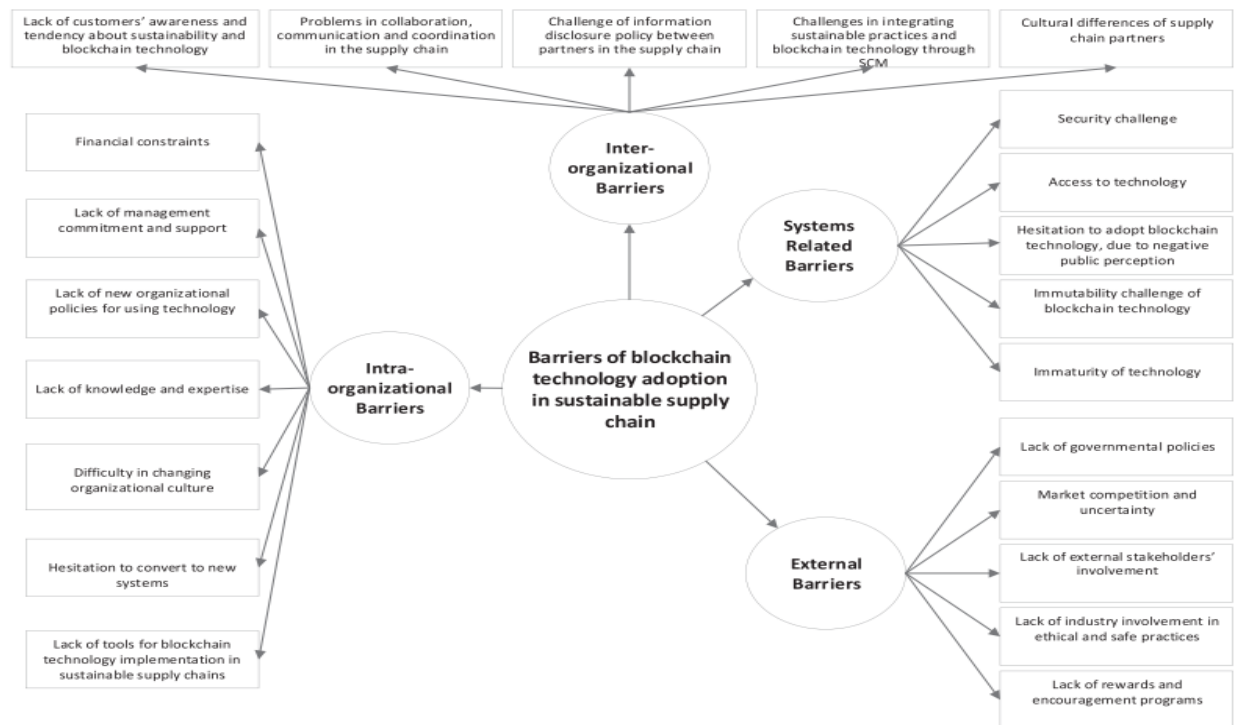 Lack of customers' awareness and
tendency about sustainability and
blockchain technology
Problems in collaboration,
communication and coordination
in the supply chain
Challenge of information
disclosure policy between
partners in the supply chain
Challenges in integrating
sustainable practices and
blockchain technology through
SCM
Cultural differences of supply
chain partners
Inter-
organizational
Barriers
Financial constraints
Lack of management
commitment and support
Lack of new organizational
policies for using technology
Lack of knowledge and expertise
Difficulty in changing
organizational culture
Hesitation to convert to new
systems
Lack of tools for blockchain
technology implementation in
sustainable supply chains
Intra-
organizational
Barriers
Barriers of blockchain
technology adoption
in sustainable supply
chain
Systems
Related
Barriers
Security challenge
Access to technology
Hesitation to adopt blockchain
technology, due to negative
public perception
Immutability challenge of
blockchain technology
Immaturity of technology
External
Barriers
Lack of governmental policies
Market competition and
uncertainty
Lack of external stakeholders'
involvement
Lack of industry involvement in
ethical and safe practices
Lack of rewards and
encouragement programs